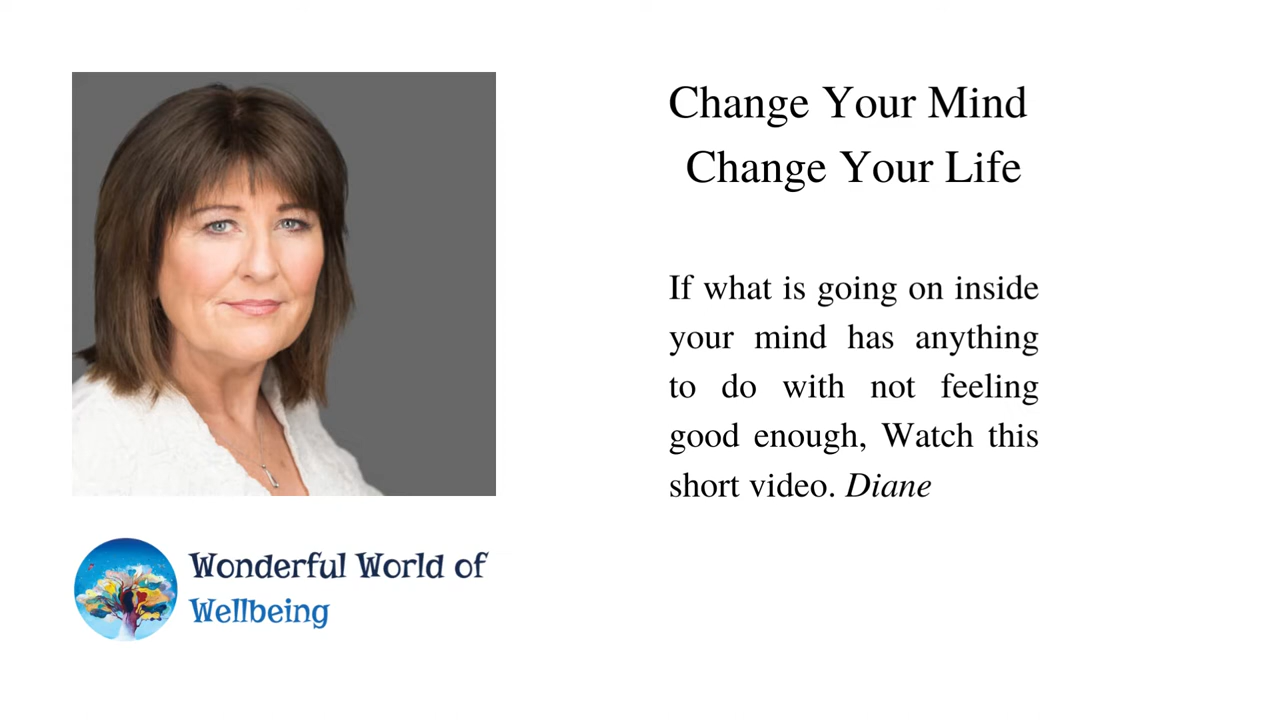 Change Your Mind
Change Your Life
If what is going on inside
your mind has anything
to do with not feeling
good enough, Watch this
short video. Diane
Wonderful World of
Wellbeing